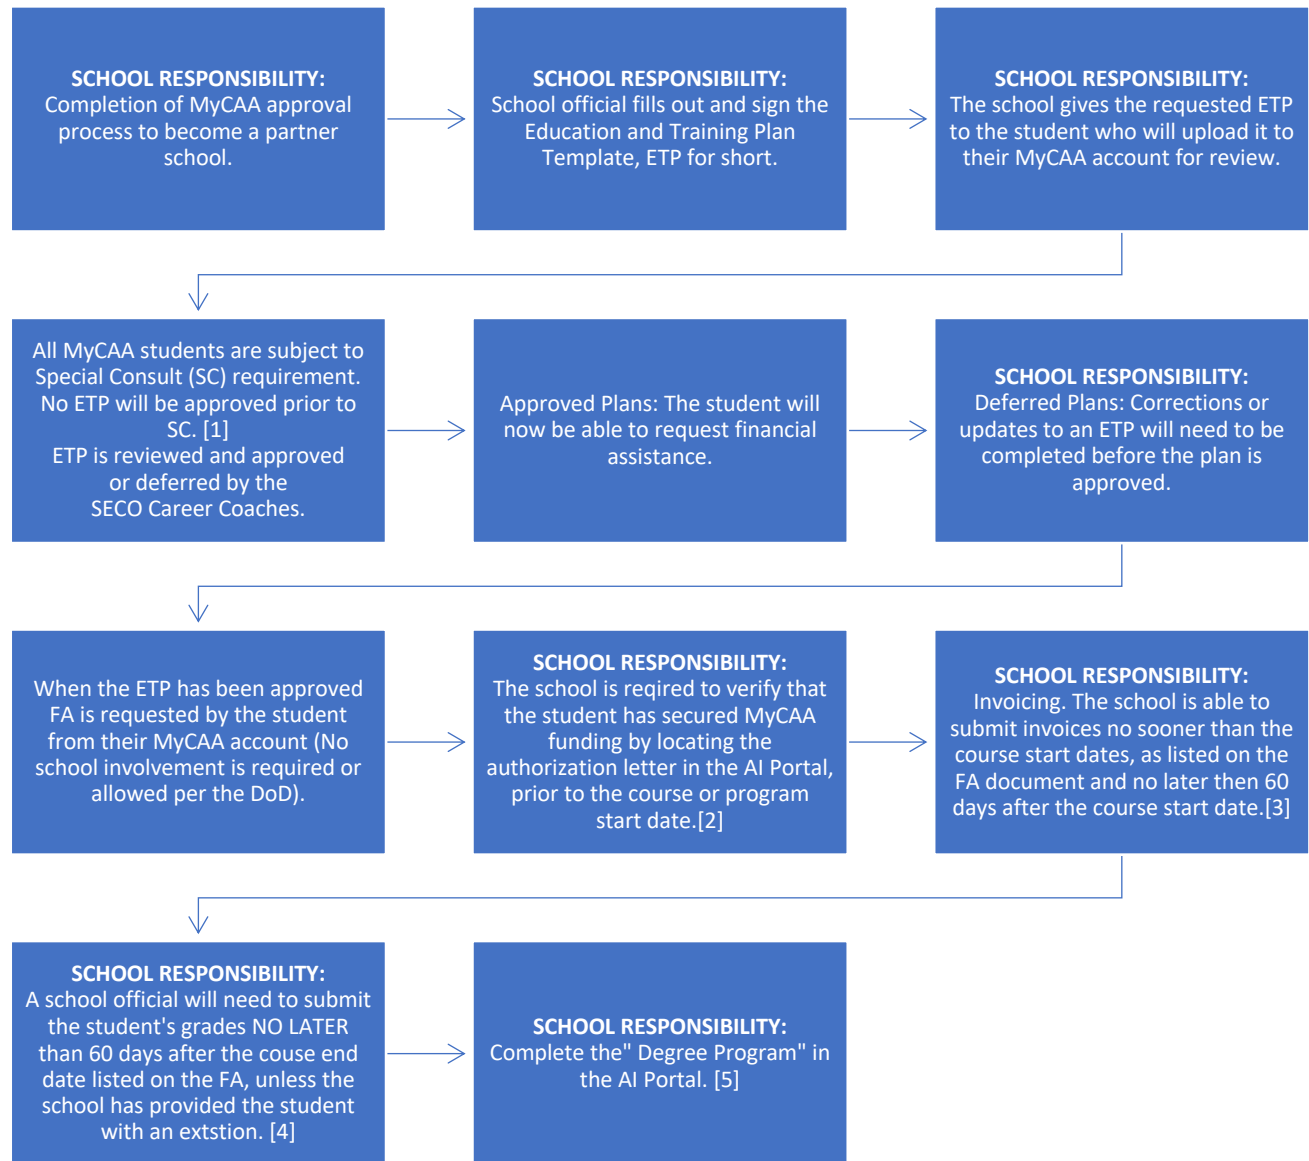 SCHOOL RESPONSIBILITY:
Completion of MyCAA approval
process to become a partner
school.
SCHOOL RESPONSIBILITY:
School official fills out and sign the
Education and Training Plan
Template, ETP for short.
SCHOOL RESPONSIBILITY:
The school gives the requested ETP
to the student who will upload it to
their MyCAA account for review.
All MyCAA students are subject to
Special Consult (SC) requirement.
No ETP will be approved prior to
SC. [1]
ETP is reviewed and approved
or deferred by the
SECO Career Coaches.
Approved Plans: The student will
now be able to request financial
assistance.
SCHOOL RESPONSIBILITY:
Deferred Plans: Corrections or
updates to an ETP will need to be
completed before the plan is
approved.
When the ETP has been approved
FA is requested by the student
from their MyCAA account (No
school involvement is required or
allowed per the DoD).
SCHOOL RESPONSIBILITY:
The school is reqired to verify that
the student has secured MyCAA
funding by locating the
authorization letter in the AI Portal,
prior to the course or program
start date.[2]
SCHOOL RESPONSIBILITY:
Invoicing. The school is able to
submit invoices no sooner than the
course start dates, as listed on the
FA document and no later then 60
days after the course start date.[3]
SCHOOL RESPONSIBILITY:
A school official will need to submit
the student's grades NO LATER
than 60 days after the couse end
date listed on the FA, unless the
school has provided the student
with an extstion. [4]
SCHOOL RESPONSIBILITY:
Complete the" Degree Program" in
the AI Portal. [5]